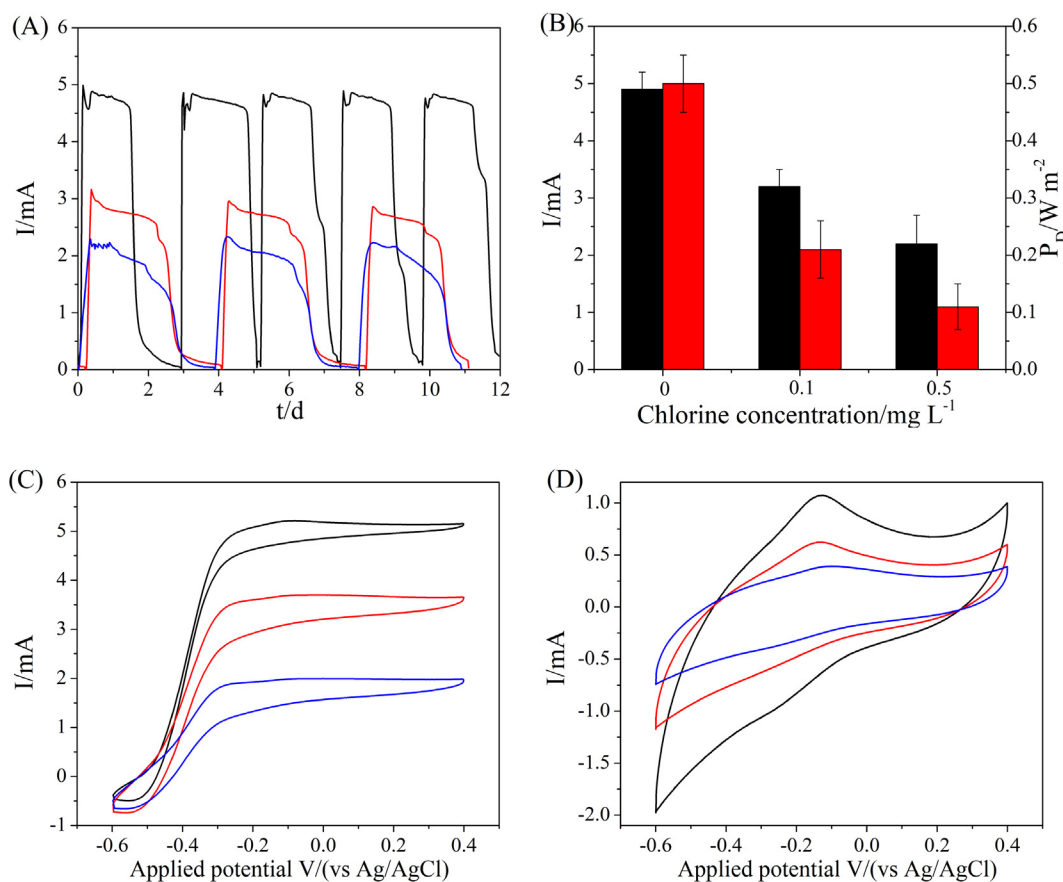 (A)
I/mA
6
5
4
3
2
1
0
0 2 4 6 8 10 12
t/d
(B)
I/mA
6
5
4
3
2
1
0
0 0.1 0.5
Chlorine concentration/mg L⁻¹
0.6
0.5
0.4
0.3
0.2
0.1
0.0
P_D/W m⁻²
(C)
I/mA
6
5
4
3
2
1
0
-1
-0.6 -0.4 -0.2 0.0 0.2 0.4
Applied potential V/(vs Ag/AgCl)
(D)
I/mA
1.0
0.5
0.0
-0.5
-1.0
-1.5
-2.0
-0.6 -0.4 -0.2 0.0 0.2 0.4
Applied potential V/(vs Ag/AgCl)